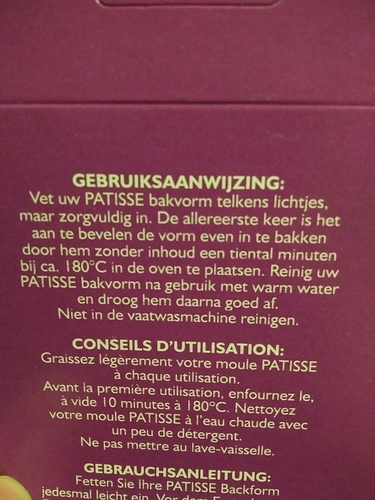 GEBRUIKSAANWIJZING:
Vet uw PATISSE bakvorm telkens lichtjes,
maar zorgvuldig in. De allereerste keer is het
aan te bevelen de vorm even in te bakken
door hem zonder inhoud een tiental minuten
bij ca. 180°C in de oven te plaatsen. Reinig uw
PATISSE bakvorm na gebruik met warm water
en droog hem daarna goed af.
Niet in de vaatwasmachine reinigen.
CONSEILS D'UTILISATION:
Graissez légèrement votre moule PATISSE
à chaque utilisation.
Avant la première utilisation, enfournez le,
à vide 10 minutes à 180°C. Nettoyez
votre moule PATISSE à l'eau chaude avec
un peu de détergent.
Ne pas mettre au lave-vaisselle.
GEBRAUCHSANLEITUNG:
Fetten Sie Ihre PATISSE Backform
jedesmal leicht ein. Vor dem